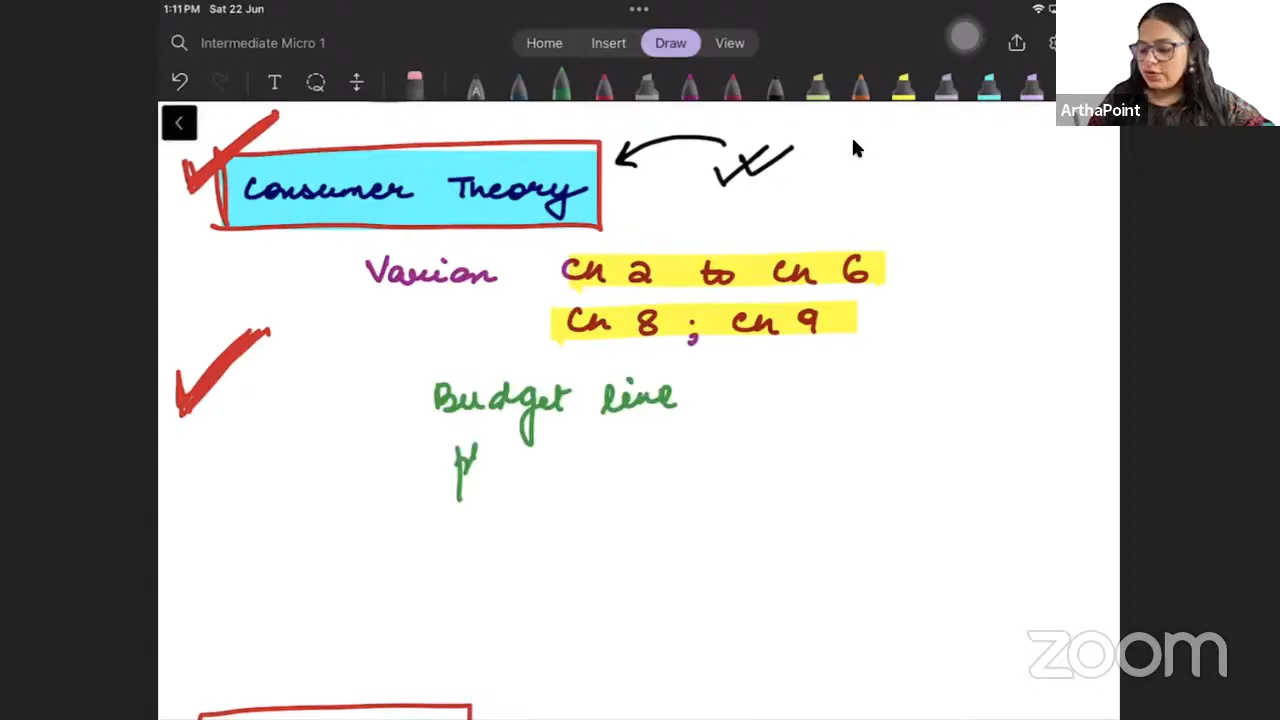 1:11 PM Sat 22 Jun
Intermediate Micro 1
Home Insert Draw View
T
A
ArthaPoint
Consumer Theory
Varian Ch 2 to Ch 6
Ch 8 ; Ch 9
Budget line
zoom